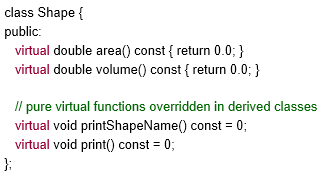 class Shape {
public:
virtual double area() const { return 0.0; }
virtual double volume() const { return 0.0; }
// pure virtual functions overridden in derived classes
virtual void printShapeName() const = 0;
virtual void print() const = 0;
};